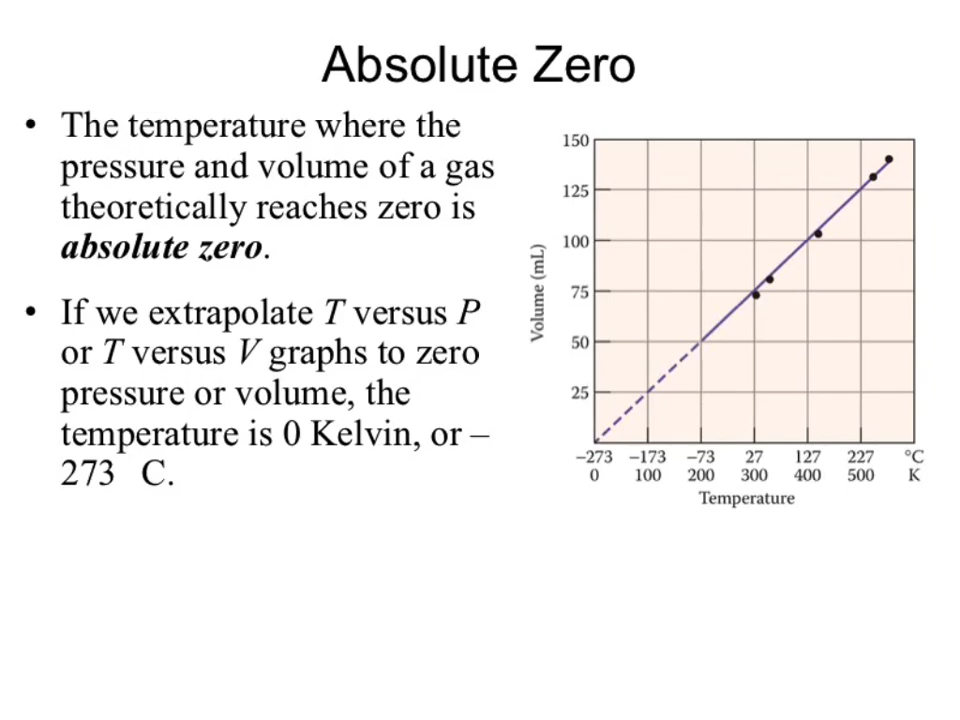 Absolute Zero
• The temperature where the
pressure and volume of a gas
theoretically reaches zero is
absolute zero.
• If we extrapolate T versus P
or T versus V graphs to zero
pressure or volume, the
temperature is 0 Kelvin, or –
273 C.
150
125
100
75
50
25
Volume (mL)
–273 –173 –73 27 127 227 °C
0 100 200 300 400 500 K
Temperature